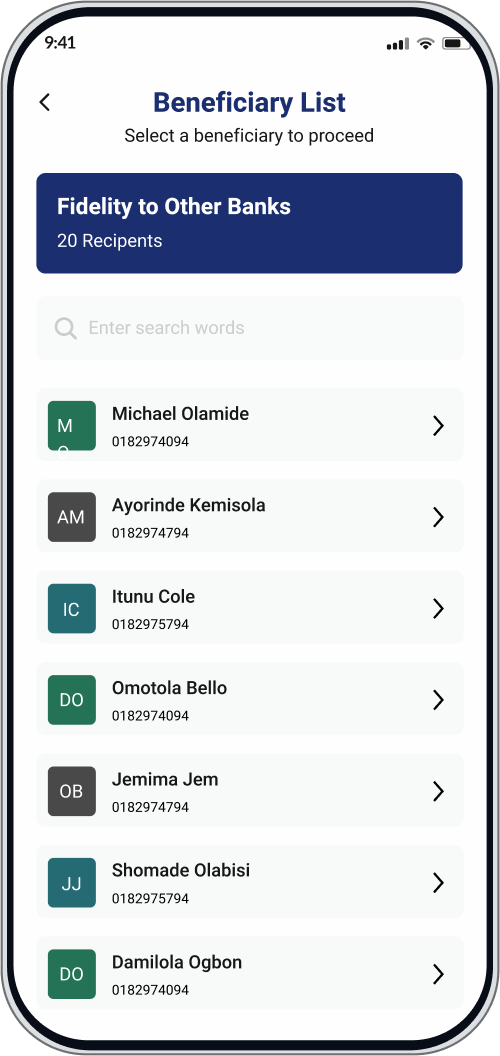 9:41
Beneficiary List
Select a beneficiary to proceed
Fidelity to Other Banks
20 Recipents
Enter search words
M
O
Michael Olamide
0182974094
AM
Ayorinde Kemisola
0182974794
IC
Itunu Cole
0182975794
DO
Omotola Bello
0182974094
OB
Jemima Jem
0182974794
JJ
Shomade Olabisi
0182975794
DO
Damilola Ogbon
0182974094